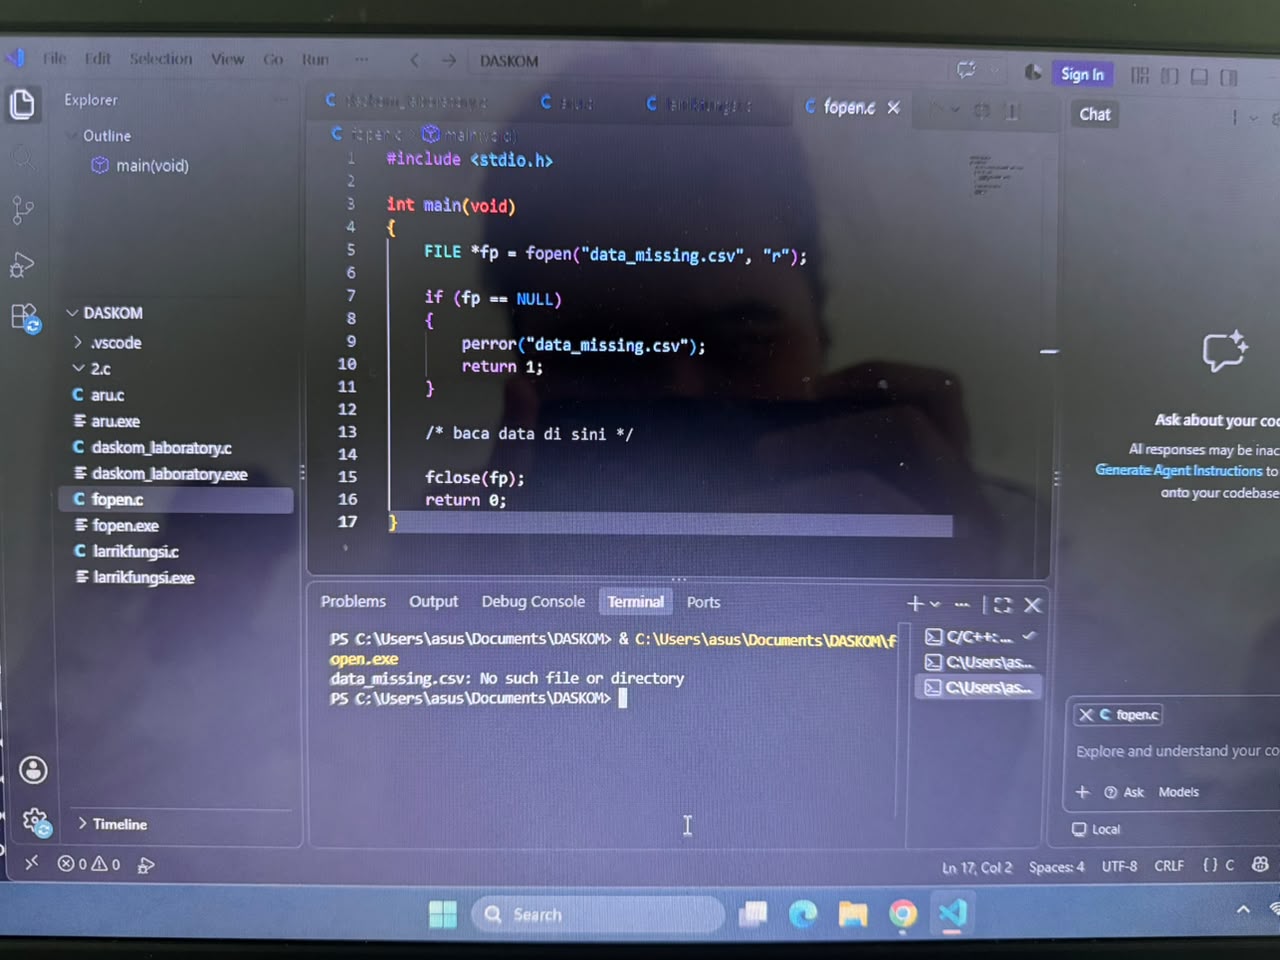 File Edit Selection View Go Run ... DASKOM Sign In
Explorer
Outline
main(void)
DASKOM
.vscode
2.c
C aru.c
aru.exe
C daskom_laboratory.c
daskom_laboratory.exe
C fopen.c
fopen.exe
C larrikfungsi.c
larrikfungsi.exe
Timeline
C fopen.c
fopen.c main(void)
1 #include <stdio.h>
2
3 int main(void)
4 {
5 FILE *fp = fopen("data_missing.csv", "r");
6
7 if (fp == NULL)
8 {
9 perror("data_missing.csv");
10 return 1;
11 }
12
13 /* baca data di sini */
14
15 fclose(fp);
16 return 0;
17 }
Problems Output Debug Console Terminal Ports
PS C:\Users\asus\Documents\DASKOM> & C:\Users\asus\Documents\DASKOM\f
open.exe
data_missing.csv: No such file or directory
PS C:\Users\asus\Documents\DASKOM>
C/C++:...
C:\Users\as...
C:\Users\as...
Chat
Ask about your co
AI responses may be inac
Generate Agent Instructions to
onto your codebase
C fopen.c
Explore and understand your co
Ask Models
Local
0 0
Ln 17, Col 2 Spaces: 4 UTF-8 CRLF {} C
Search